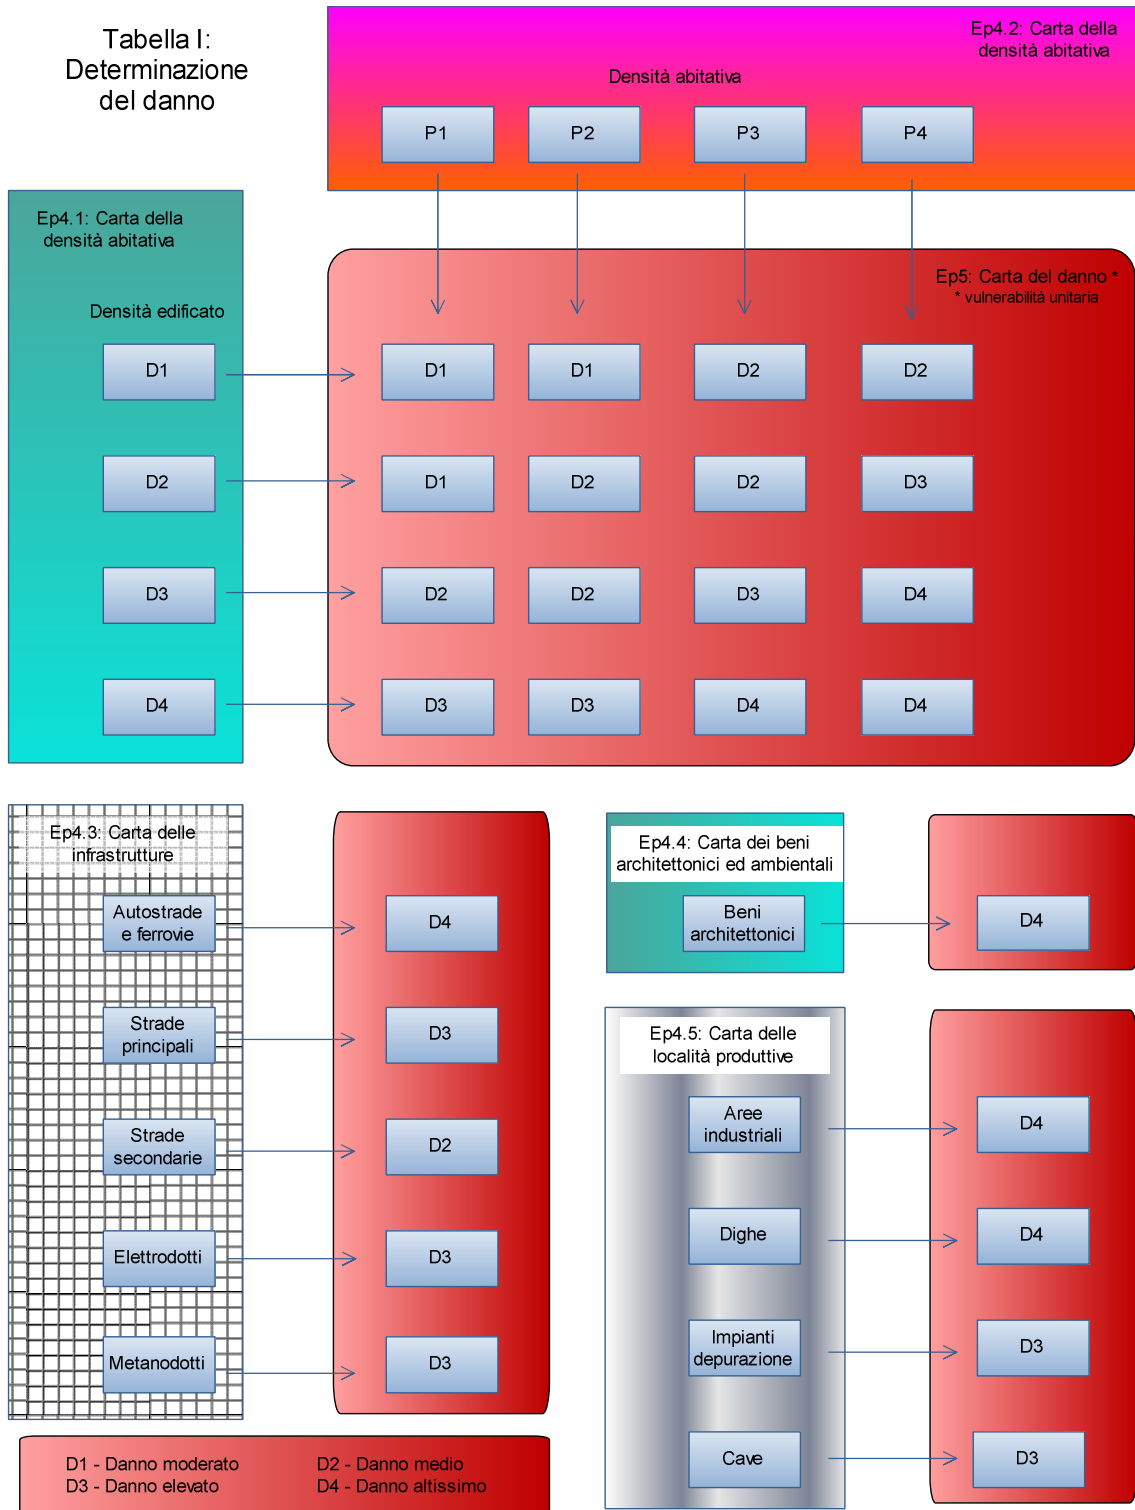 Tabella I:
Determinazione
del danno
Ep4.2: Carta della
densità abitativa
Densità abitativa
P1
P2
P3
P4
Ep4.1: Carta della
densità abitativa
Densità edificato
Ep5: Carta del danno *
* vulnerabilità unitaria
D1
D1
D1
D2
D2
D2
D1
D2
D2
D3
D3
D2
D2
D3
D4
D4
D3
D3
D4
D4
Ep4.3: Carta delle
infrastrutture
Autostrade
e ferrovie
D4
Strade
principali
D3
Strade
secondarie
D2
Elettrodotti
D3
Metanodotti
D3
Ep4.4: Carta dei beni
architettonici ed ambientali
Beni
architettonici
D4
Ep4.5: Carta delle
località produttive
Aree
industriali
D4
Dighe
D4
Impianti
depurazione
D3
Cave
D3
D1 - Danno moderato
D2 - Danno medio
D3 - Danno elevato
D4 - Danno altissimo